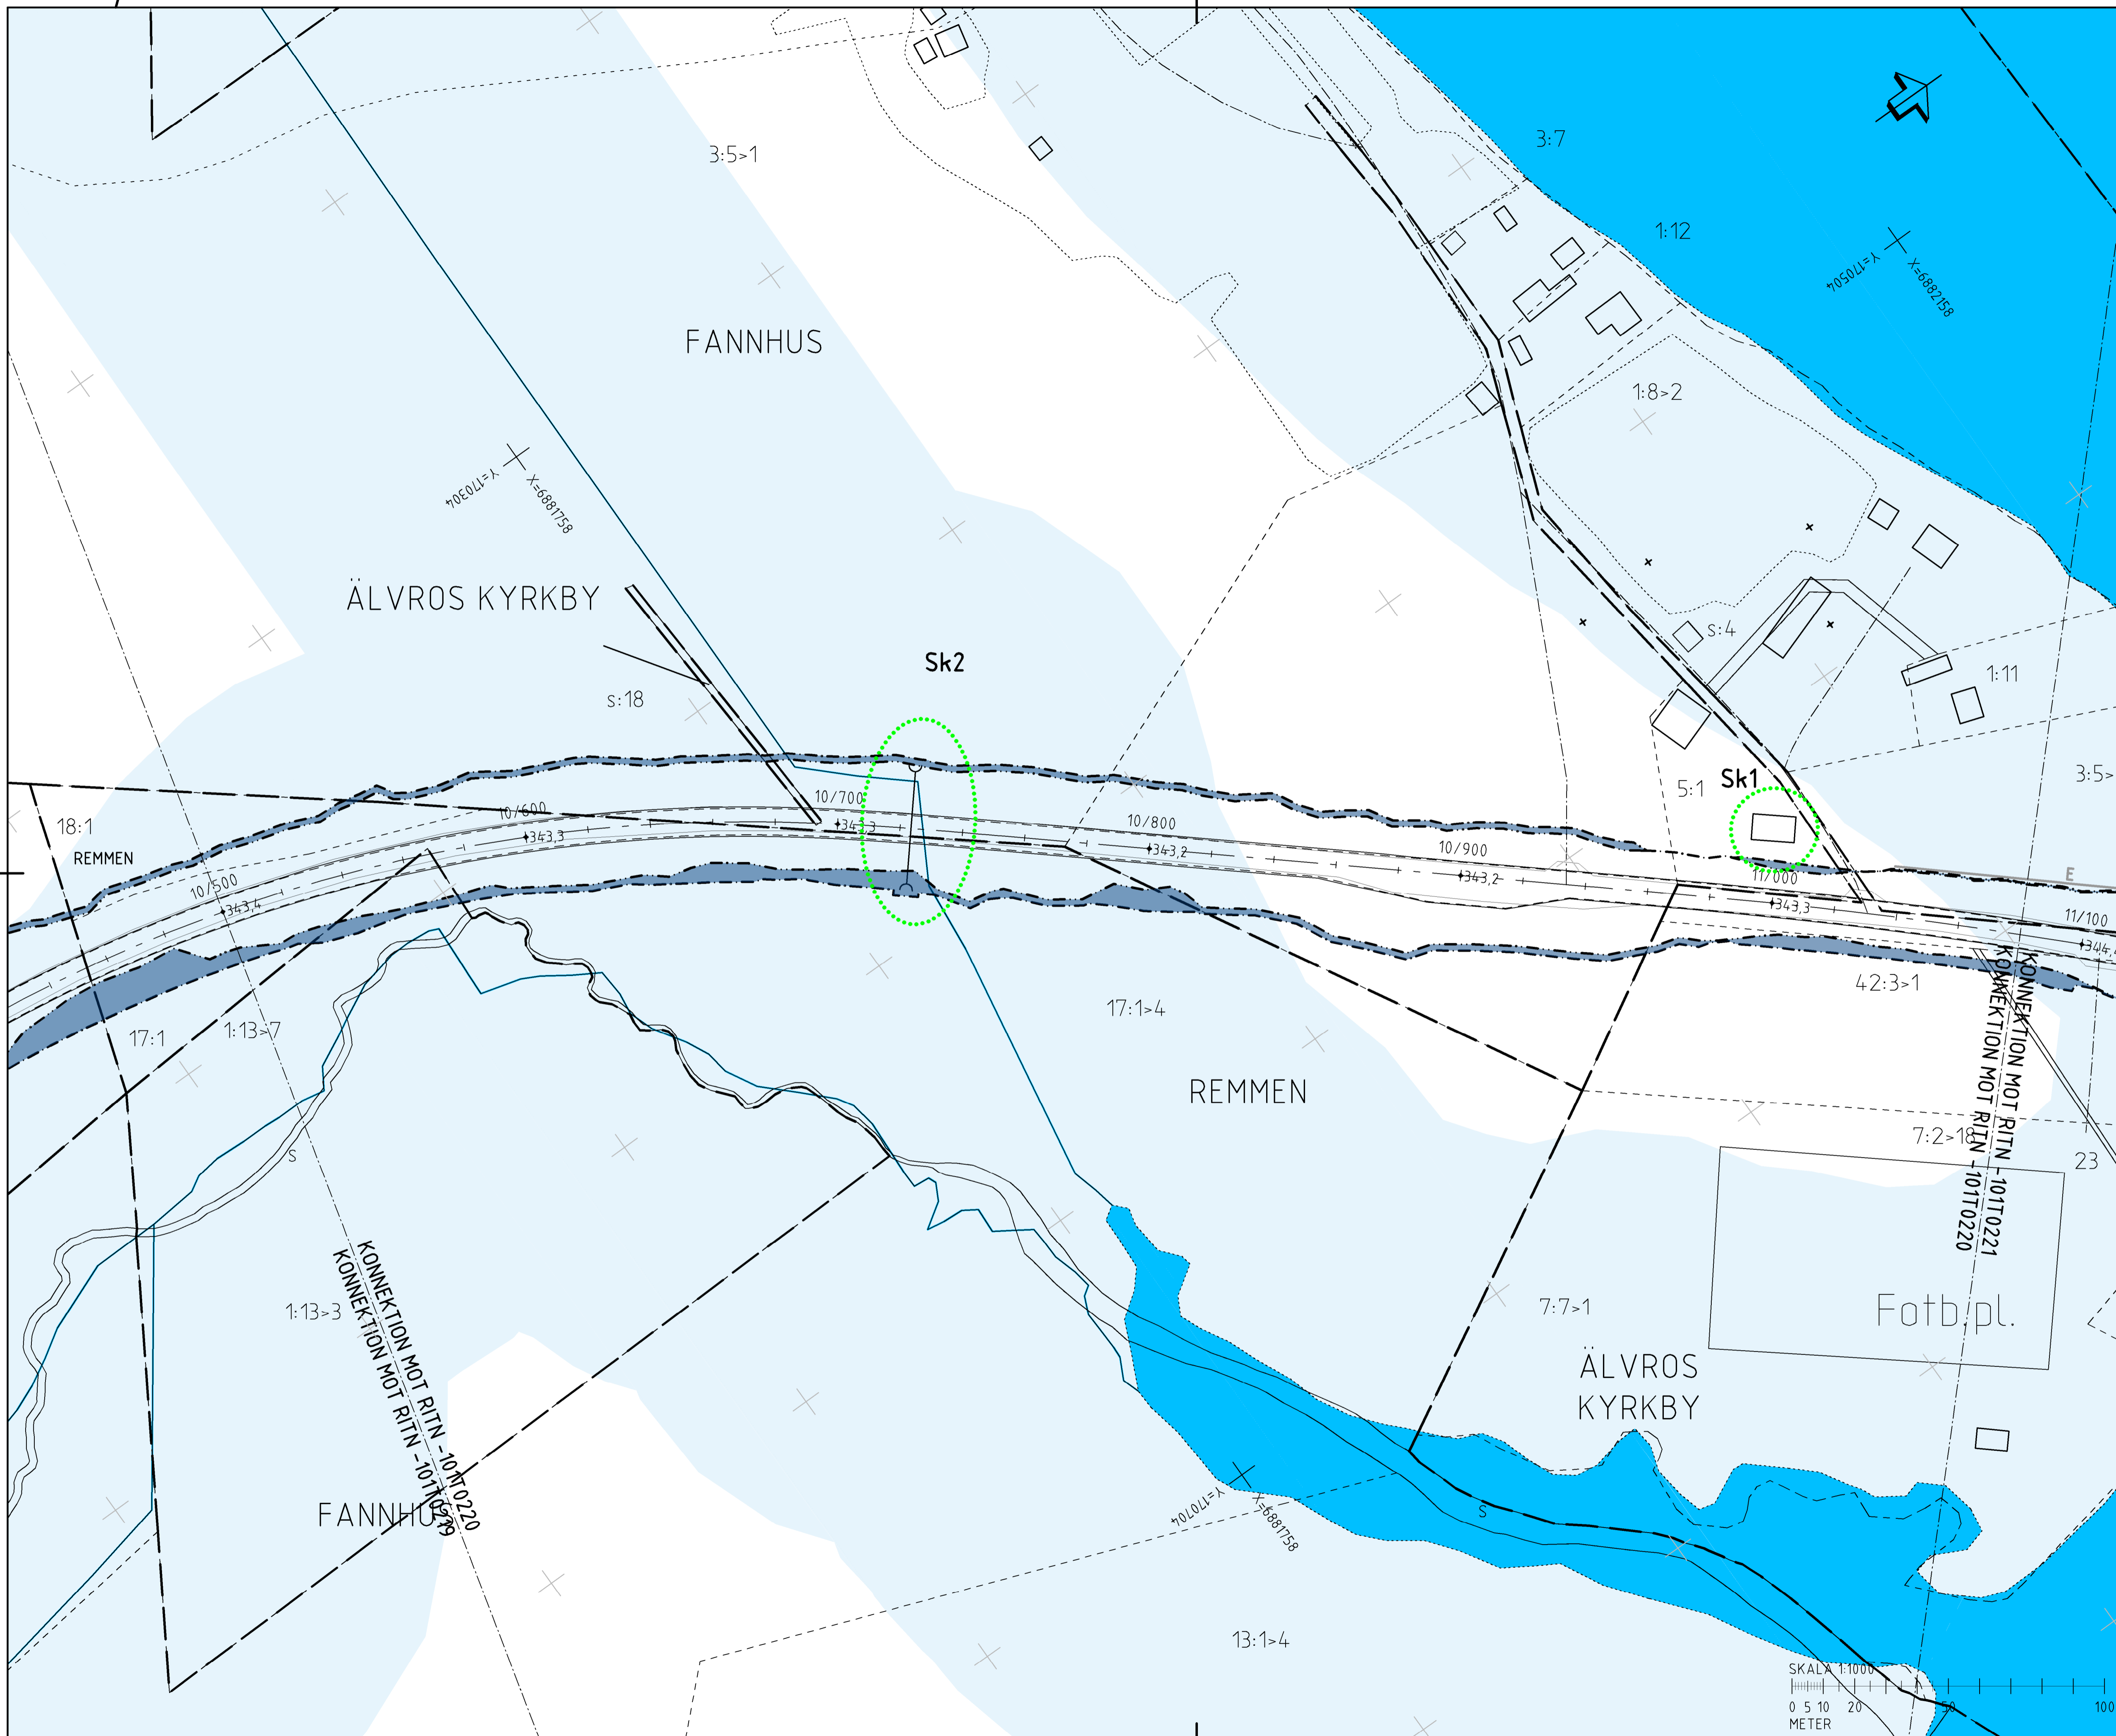 3:5>1
3:7
1:12
Y=170504
X=6882158
FANNHUS
1:8>2
Y=170304
X=6881758
ÄLVROS KYRKBY
s:4
Sk2
1:11
s:18
Sk1
5:1
18:1
REMMEN
10/500
343,4
10/600
343,3
10/700
343,3
10/800
343,2
10/900
343,2
11/000
343,3
E
11/100
42:3>1
17:1
1:13>7
17:1>4
REMMEN
KONNEKTION MOT RITN -101T0221
KONNEKTION MOT RITN -101T0220
7:2>18
23
S
1:13>3
7:7>1
Fotb.pl.
KONNEKTION MOT RITN -101T0220
KONNEKTION MOT RITN -101T0219
ÄLVROS
KYRKBY
FANNHUS
Y=170704
X=6881758
S
13:1>4
SKALA 1:1000
0 5 10 20 50 100
METER